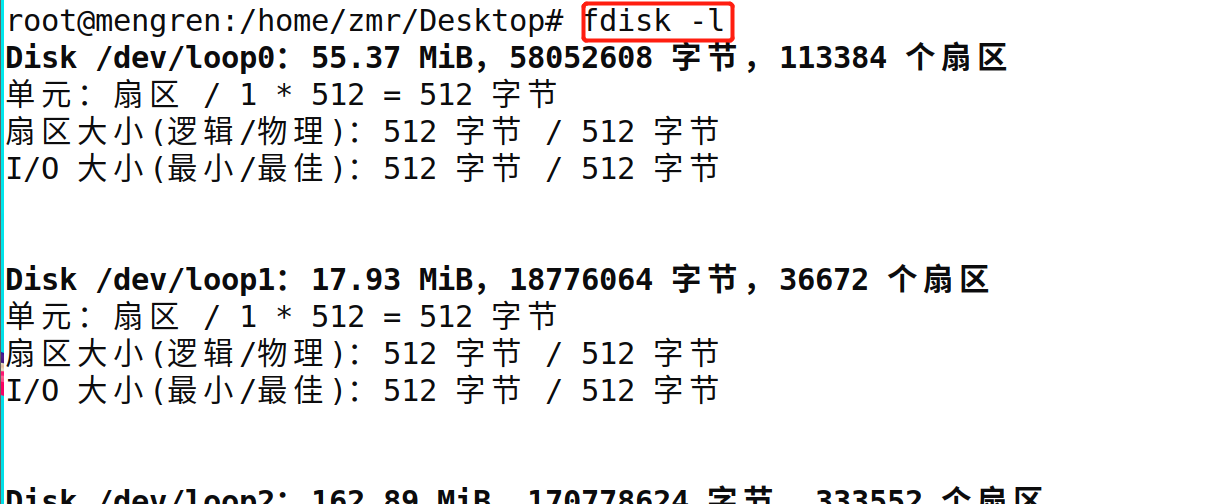 root@mengren:/home/zmr/Desktop# fdisk -l
Disk /dev/loop0：55.37 MiB，58052608 字节，113384 个扇区
单元：扇区 / 1 * 512 = 512 字节
扇区大小(逻辑/物理)：512 字节 / 512 字节
I/O 大小(最小/最佳)：512 字节 / 512 字节
Disk /dev/loop1：17.93 MiB，18776064 字节，36672 个扇区
单元：扇区 / 1 * 512 = 512 字节
扇区大小(逻辑/物理)：512 字节 / 512 字节
I/O 大小(最小/最佳)：512 字节 / 512 字节
Disk /dev/loop2：162.89 MiB，170778624 字节，333552 个扇区